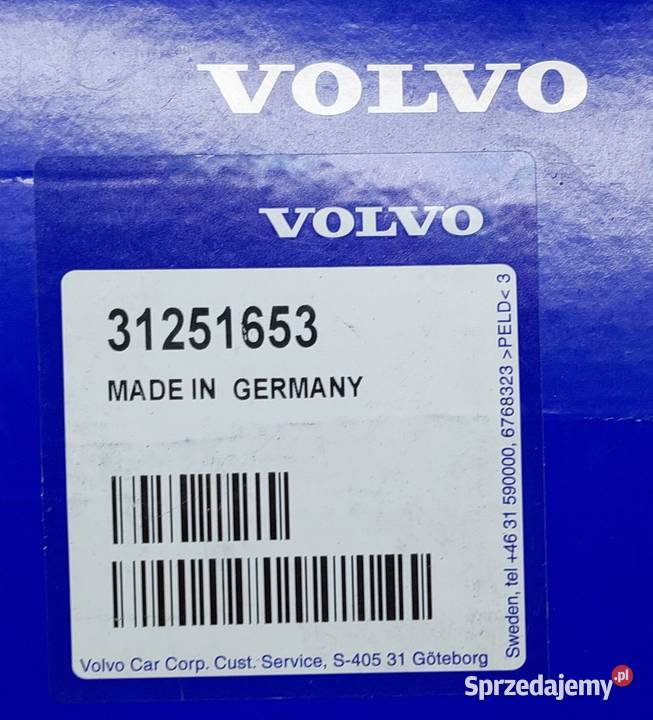 VOLVO
VOLVO
31251653
MADE IN GERMANY
Volvo Car Corp. Cust. Service, S-405 31 Göteborg
Sweden, tel +46 31 590000, 6768323 >PELD< 3
Sprzedajemy.pl